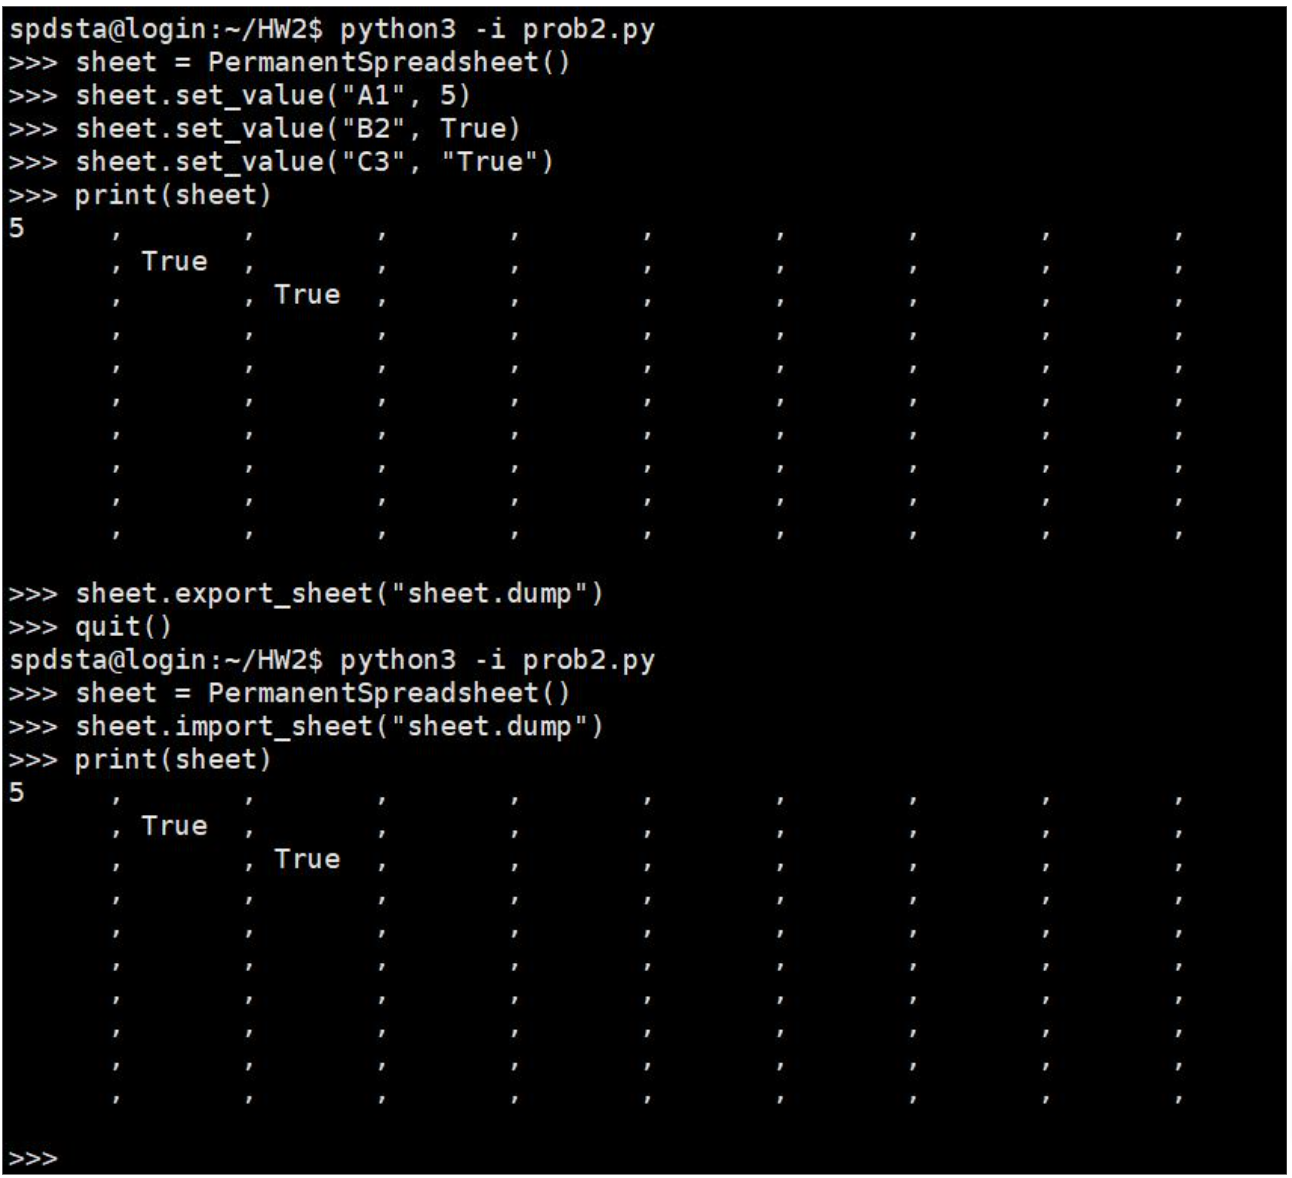 spdsta@login:~/HW2$ python3 -i prob2.py
>>> sheet = PermanentSpreadsheet()
>>> sheet.set_value("A1", 5)
>>> sheet.set_value("B2", True)
>>> sheet.set_value("C3", "True")
>>> print(sheet)
5     ,       ,       ,       ,       ,       ,       ,       ,       ,
      , True  ,       ,       ,       ,       ,       ,       ,       ,
      ,       , True  ,       ,       ,       ,       ,       ,       ,
      ,       ,       ,       ,       ,       ,       ,       ,       ,
      ,       ,       ,       ,       ,       ,       ,       ,       ,
      ,       ,       ,       ,       ,       ,       ,       ,       ,
      ,       ,       ,       ,       ,       ,       ,       ,       ,
      ,       ,       ,       ,       ,       ,       ,       ,       ,
      ,       ,       ,       ,       ,       ,       ,       ,       ,
      ,       ,       ,       ,       ,       ,       ,       ,       ,

>>> sheet.export_sheet("sheet.dump")
>>> quit()
spdsta@login:~/HW2$ python3 -i prob2.py
>>> sheet = PermanentSpreadsheet()
>>> sheet.import_sheet("sheet.dump")
>>> print(sheet)
5     ,       ,       ,       ,       ,       ,       ,       ,       ,
      , True  ,       ,       ,       ,       ,       ,       ,       ,
      ,       , True  ,       ,       ,       ,       ,       ,       ,
      ,       ,       ,       ,       ,       ,       ,       ,       ,
      ,       ,       ,       ,       ,       ,       ,       ,       ,
      ,       ,       ,       ,       ,       ,       ,       ,       ,
      ,       ,       ,       ,       ,       ,       ,       ,       ,
      ,       ,       ,       ,       ,       ,       ,       ,       ,
      ,       ,       ,       ,       ,       ,       ,       ,       ,
      ,       ,       ,       ,       ,       ,       ,       ,       ,

>>>